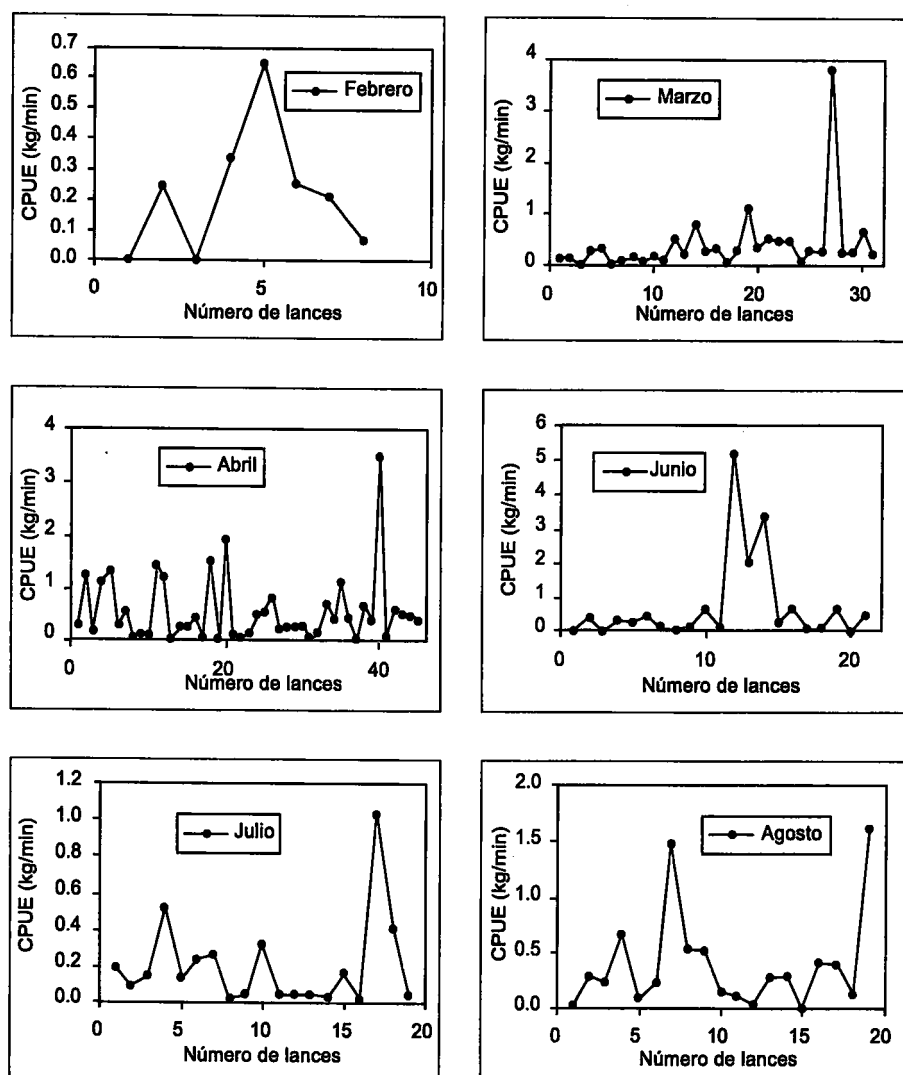 CPUE (kg/min)
0.7
0.6
0.5
0.4
0.3
0.2
0.1
0.0
Febrero
0 5 10
Número de lances
CPUE (kg/min)
4
3
2
1
0
Marzo
0 10 20 30
Número de lances
CPUE (kg/min)
4
3
2
1
0
Abril
0 20 40
Número de lances
CPUE (kg/min)
6
5
4
3
2
1
0
Junio
0 10 20
Número de lances
CPUE (kg/min)
1.2
1.0
0.8
0.6
0.4
0.2
0.0
Julio
0 5 10 15 20
Número de lances
CPUE (kg/min)
2.0
1.5
1.0
0.5
0.0
Agosto
0 5 10 15 20
Número de lances